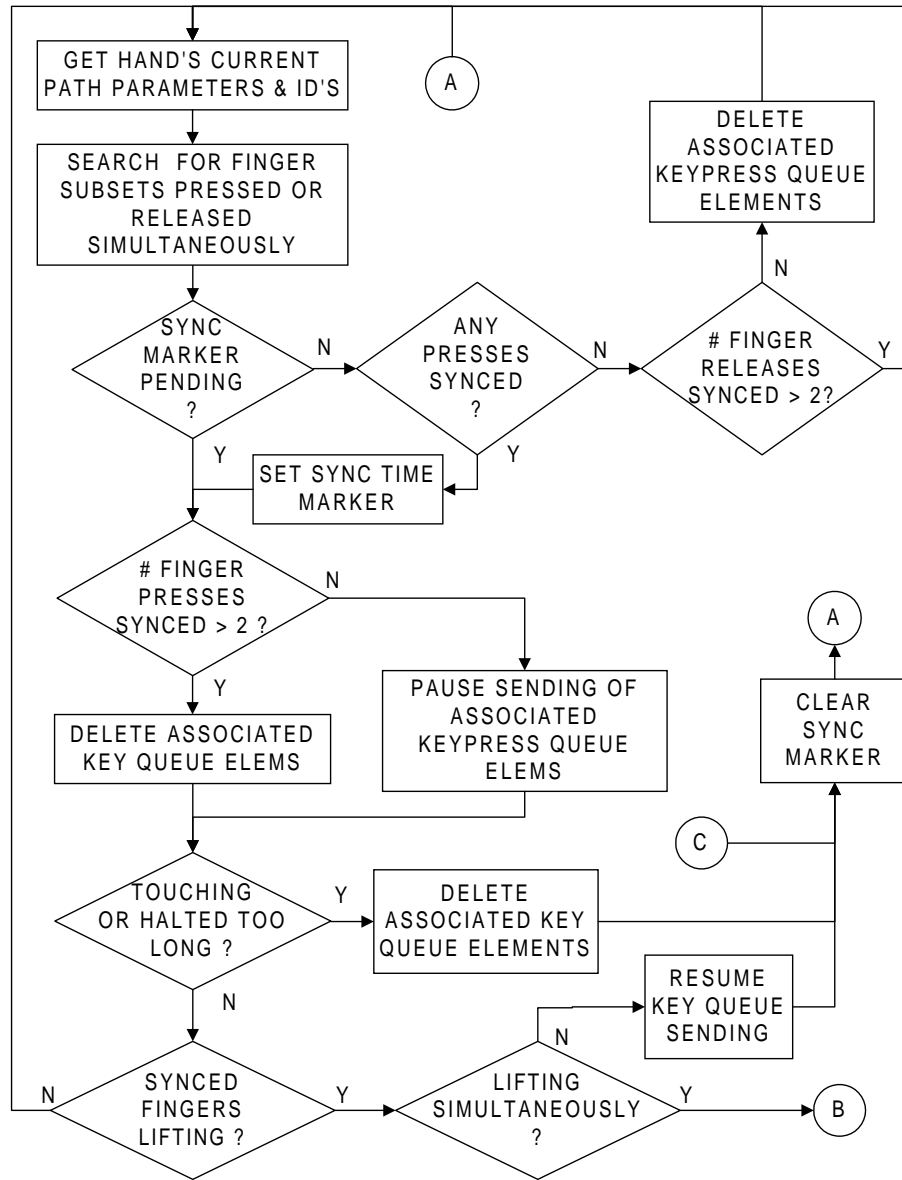 GET HAND'S CURRENT
PATH PARAMETERS & ID'S
A
DELETE
ASSOCIATED
KEYPRESS QUEUE
ELEMENTS
SEARCH FOR FINGER
SUBSETS PRESSED OR
RELEASED
SIMULTANEOUSLY
N
SYNC
MARKER
PENDING
?
N
ANY
PRESSES
SYNCED
?
N
# FINGER
RELEASES
SYNCED > 2?
Y
Y
Y
SET SYNC TIME
MARKER
# FINGER
PRESSES
SYNCED > 2 ?
N
A
Y
DELETE ASSOCIATED
KEY QUEUE ELEMS
PAUSE SENDING OF
ASSOCIATED
KEYPRESS QUEUE
ELEMS
CLEAR
SYNC
MARKER
C
TOUCHING
OR HALTED TOO
LONG ?
Y
DELETE
ASSOCIATED KEY
QUEUE ELEMENTS
N
RESUME
KEY QUEUE
SENDING
N
N
SYNCED
FINGERS
LIFTING ?
Y
LIFTING
SIMULTANEOUSLY
?
Y
B